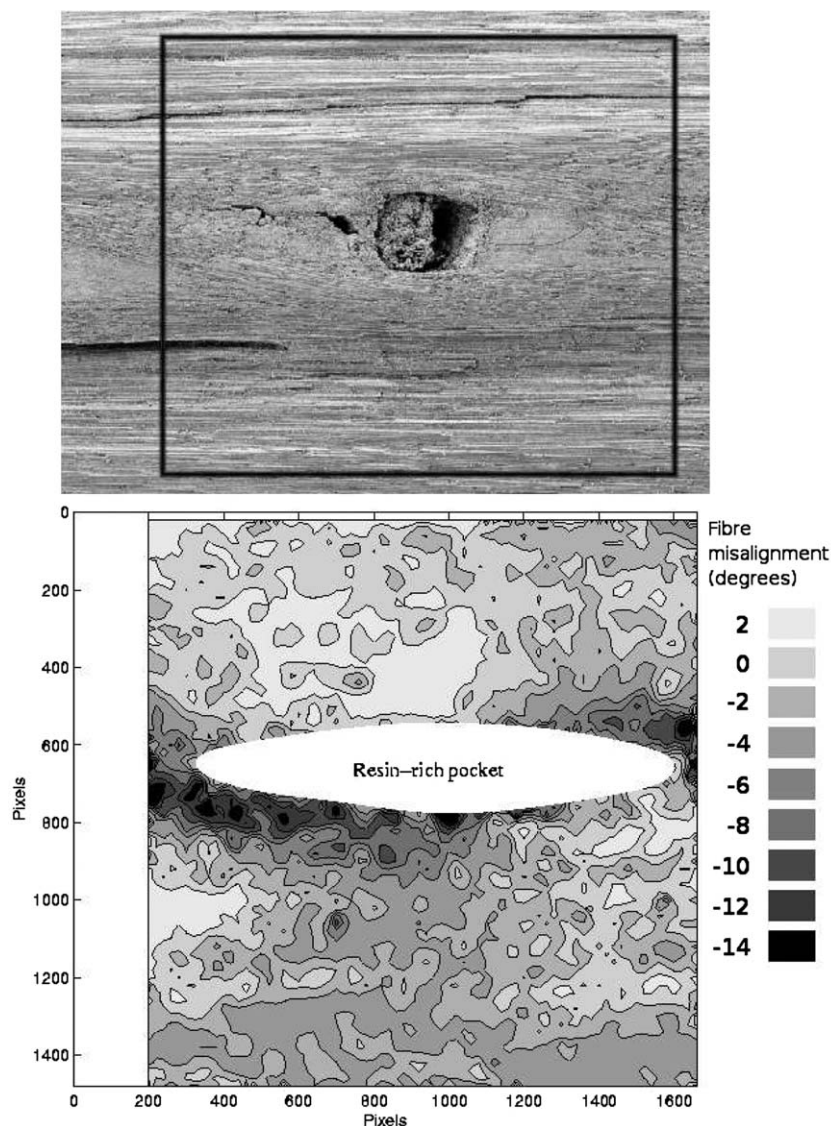 0
200
400
600
800
1000
1200
1400
Pixels
Resin–rich pocket
0 200 400 600 800 1000 1200 1400 1600
Pixels
Fibre
misalignment
(degrees)
2
0
-2
-4
-6
-8
-10
-12
-14